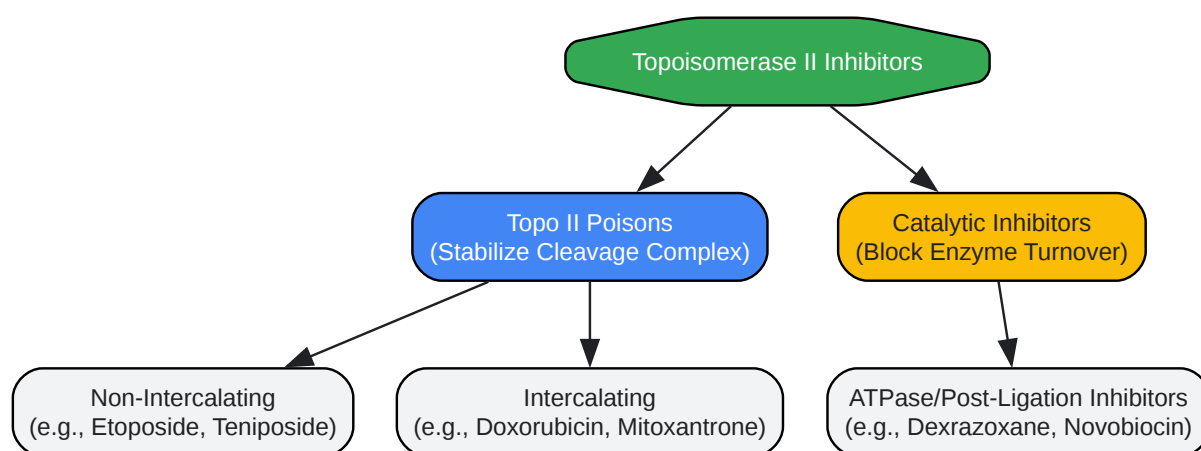 Topoisomerase II Inhibitors
Topo II Poisons
(Stabilize Cleavage Complex)
Catalytic Inhibitors
(Block Enzyme Turnover)
Non-Intercalating
(e.g., Etoposide, Teniposide)
Intercalating
(e.g., Doxorubicin, Mitoxantrone)
ATPase/Post-Ligation Inhibitors
(e.g., Dexrazoxane, Novobiocin)